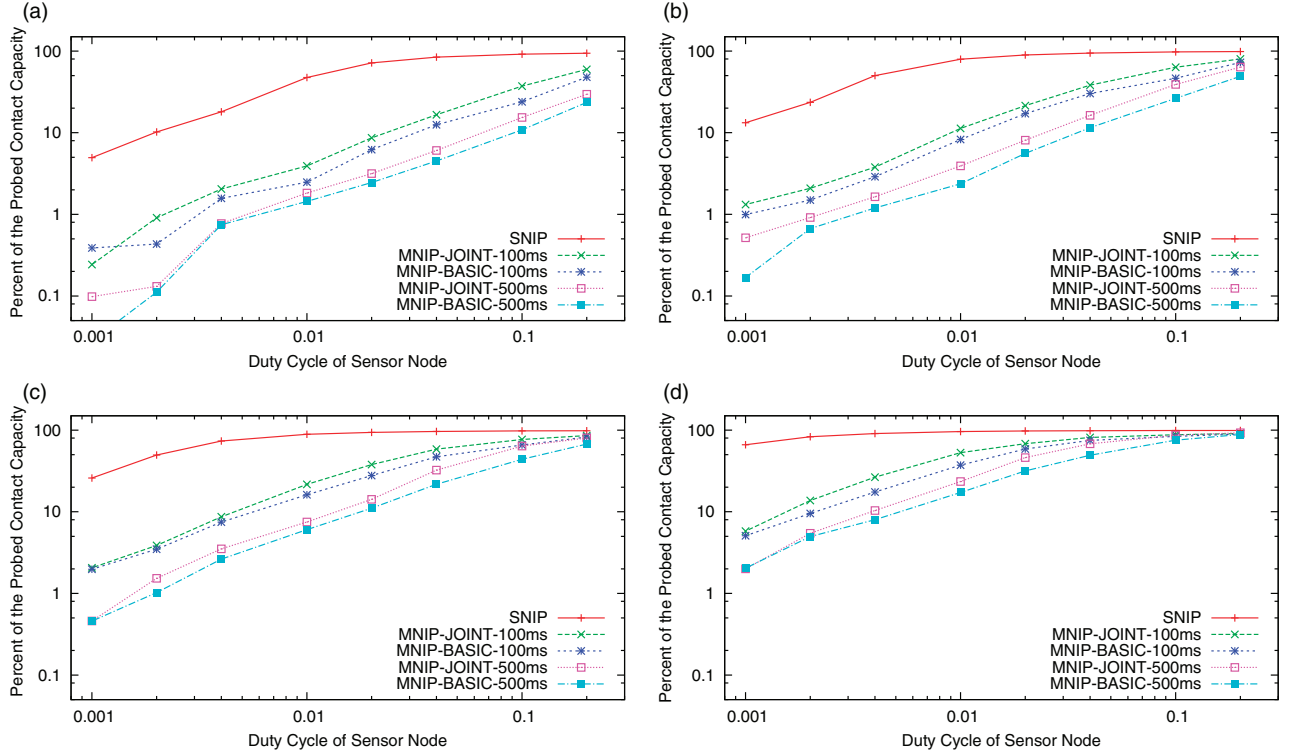 (a)
Percent of the Probed Contact Capacity
100
10
1
0.1
SNIP
MNIP-JOINT-100ms
MNIP-BASIC-100ms
MNIP-JOINT-500ms
MNIP-BASIC-500ms
0.001 0.01 0.1
Duty Cycle of Sensor Node
(b)
Percent of the Probed Contact Capacity
100
10
1
0.1
SNIP
MNIP-JOINT-100ms
MNIP-BASIC-100ms
MNIP-JOINT-500ms
MNIP-BASIC-500ms
0.001 0.01 0.1
Duty Cycle of Sensor Node
(c)
Percent of the Probed Contact Capacity
100
10
1
0.1
SNIP
MNIP-JOINT-100ms
MNIP-BASIC-100ms
MNIP-JOINT-500ms
MNIP-BASIC-500ms
0.001 0.01 0.1
Duty Cycle of Sensor Node
(d)
Percent of the Probed Contact Capacity
100
10
1
0.1
SNIP
MNIP-JOINT-100ms
MNIP-BASIC-100ms
MNIP-JOINT-500ms
MNIP-BASIC-500ms
0.001 0.01 0.1
Duty Cycle of Sensor Node